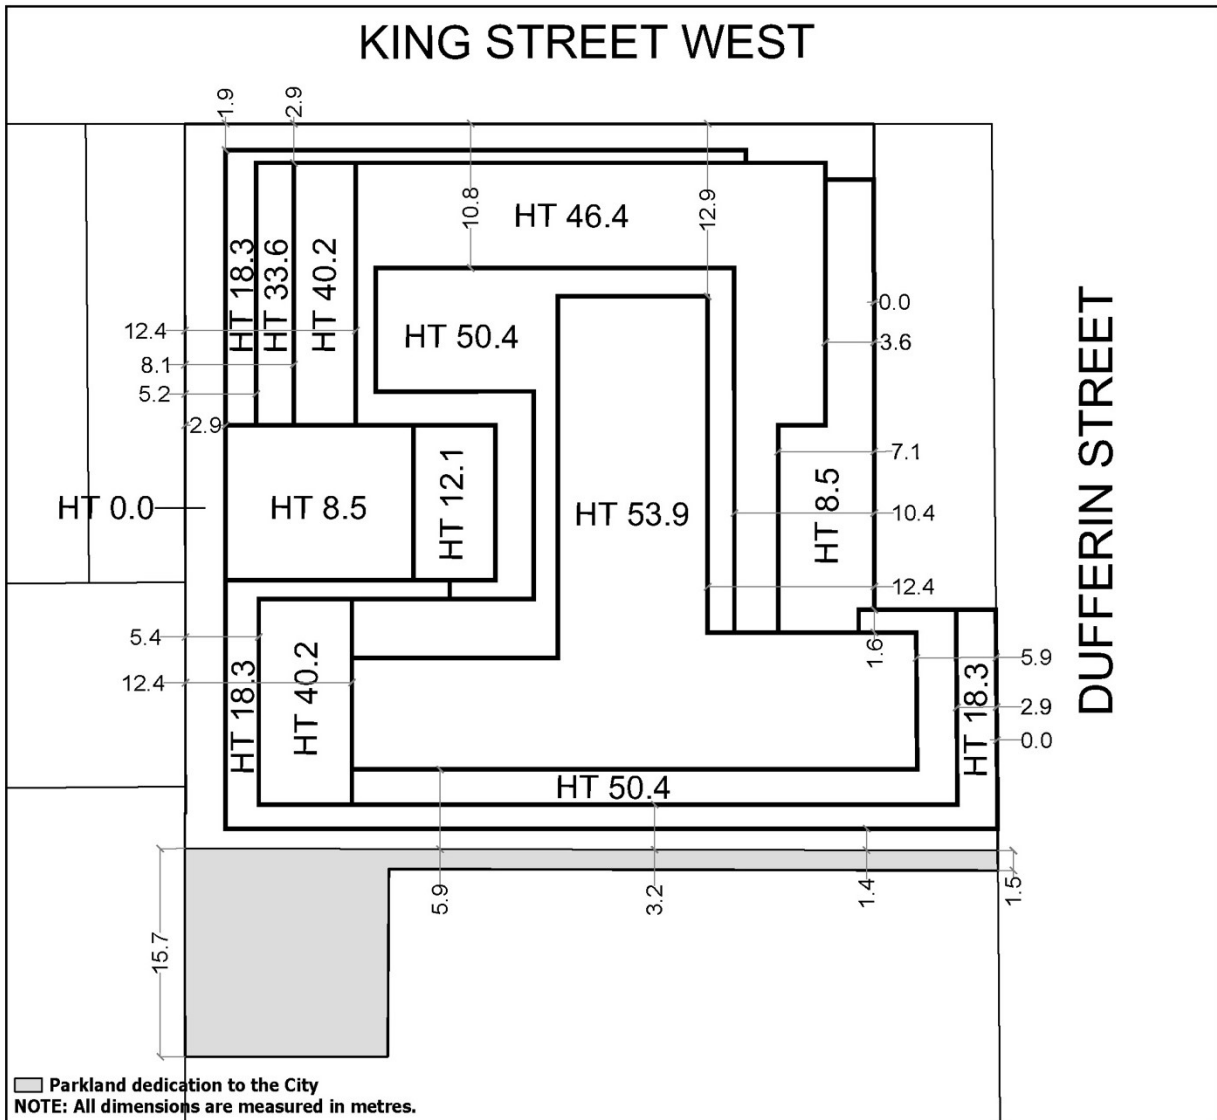 KING STREET WEST
1.9
2.9
10.8
12.9
HT 46.4
HT 18.3
HT 33.6
HT 40.2
0.0
12.4
HT 50.4
3.6
8.1
5.2
2.9
7.1
HT 0.0
HT 8.5
HT 12.1
HT 53.9
HT 8.5
10.4
12.4
DUFFERIN STREET
5.4
1.6
5.9
12.4
HT 18.3
HT 40.2
HT 18.3
2.9
0.0
HT 50.4
5.9
3.2
1.4
1.5
15.7
Parkland dedication to the City
NOTE: All dimensions are measured in metres.